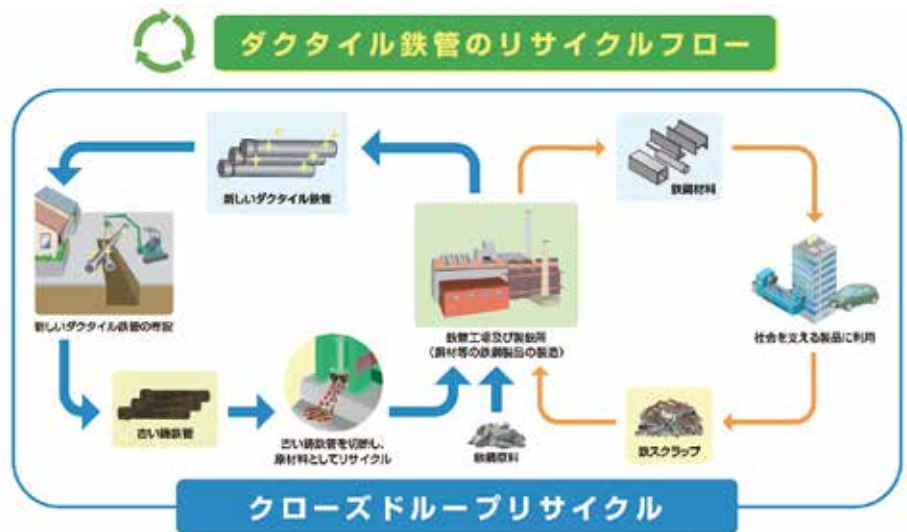 ダクタイル鉄管のリサイクルフロー
新しいダクタイル鉄管
鉄鋼材料
新しいダクタイル鉄管の布設
鉄管工場及び製鉄所
(鋼材等の鉄鋼製品の製造)
社会を支える製品に利用
古い鋳鉄管
古い鋳鉄管を切断し、
原材料としてリサイクル
鉄鋼原料
鉄スクラップ
クローズドループリサイクル